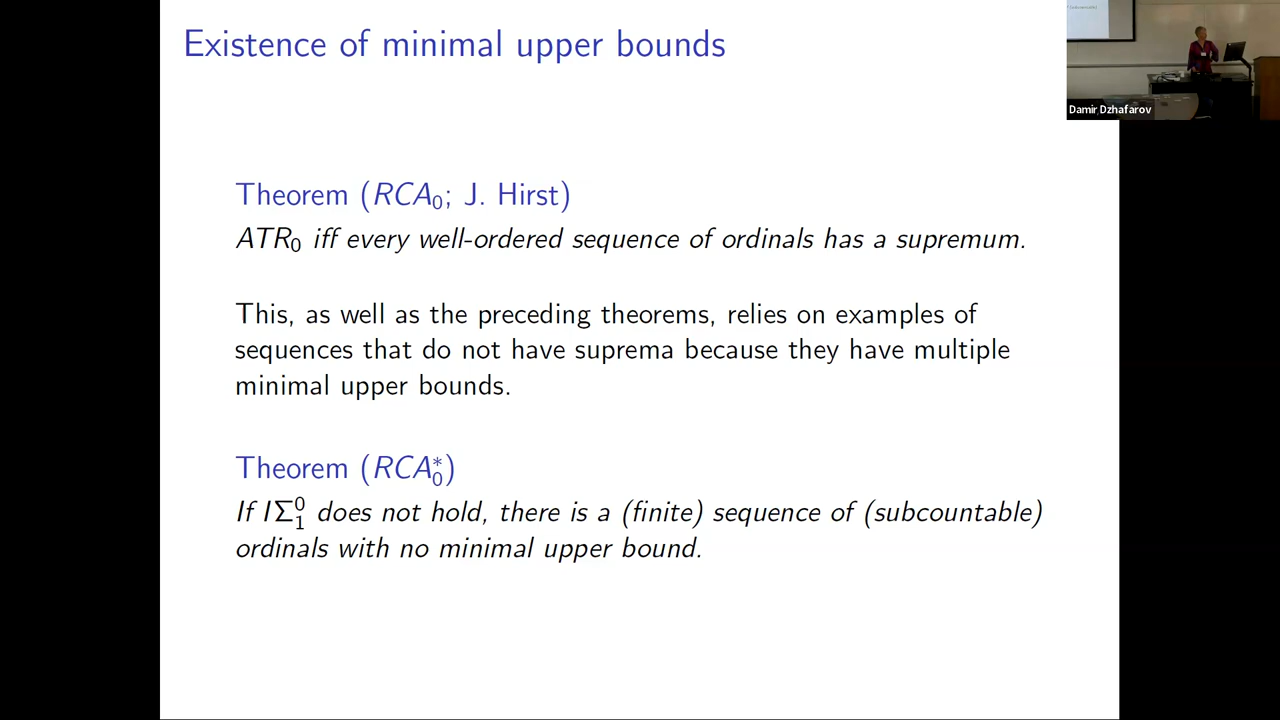 Existence of minimal upper bounds
Damir Dzhafarov
Theorem (RCA₀; J. Hirst)
ATR₀ iff every well-ordered sequence of ordinals has a supremum.
This, as well as the preceding theorems, relies on examples of
sequences that do not have suprema because they have multiple
minimal upper bounds.
Theorem (RCA₀*)
If IΣ₁⁰ does not hold, there is a (finite) sequence of (subcountable)
ordinals with no minimal upper bound.